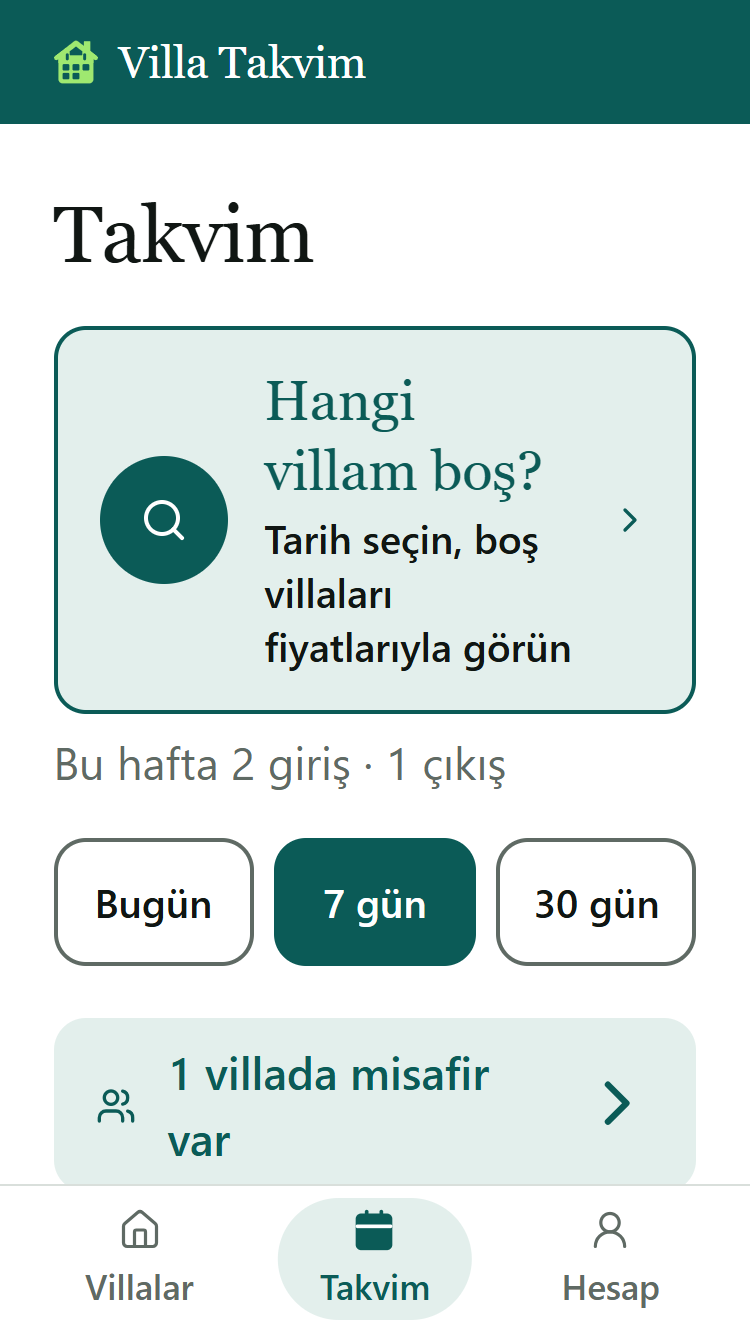 Villa Takvim
Takvim
Hangi
villam boş?
Tarih seçin, boş
villaları
fiyatlarıyla görün
Bu hafta 2 giriş · 1 çıkış
Bugün
7 gün
30 gün
1 villada misafir
var
Villalar
Takvim
Hesap